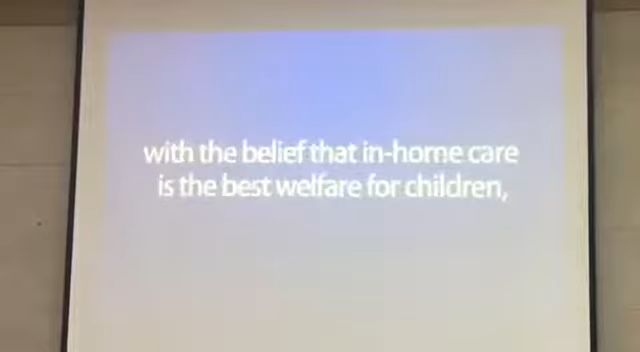 with the belief that in-home care
is the best welfare for children,